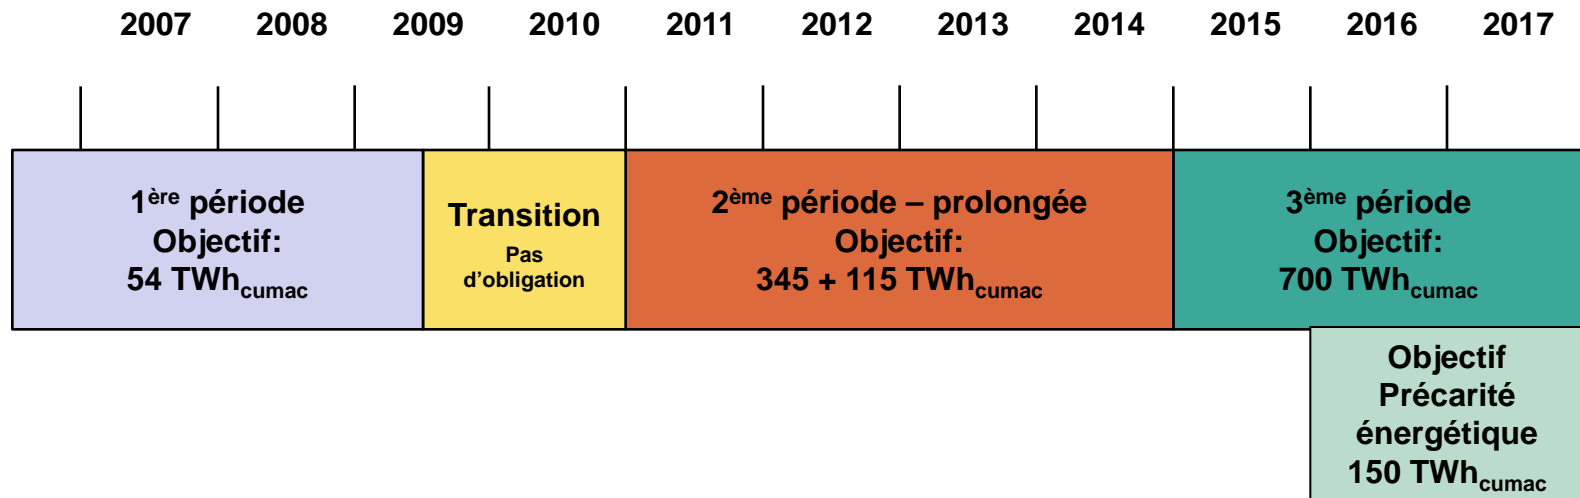 2007 2008 2009 2010 2011 2012 2013 2014 2015 2016 2017
1ère période
Objectif:
54 TWhcumac
Transition
Pas
d’obligation
2ème période – prolongée
Objectif:
345 + 115 TWhcumac
3ème période
Objectif:
700 TWhcumac
Objectif
Précarité
énergétique
150 TWhcumac